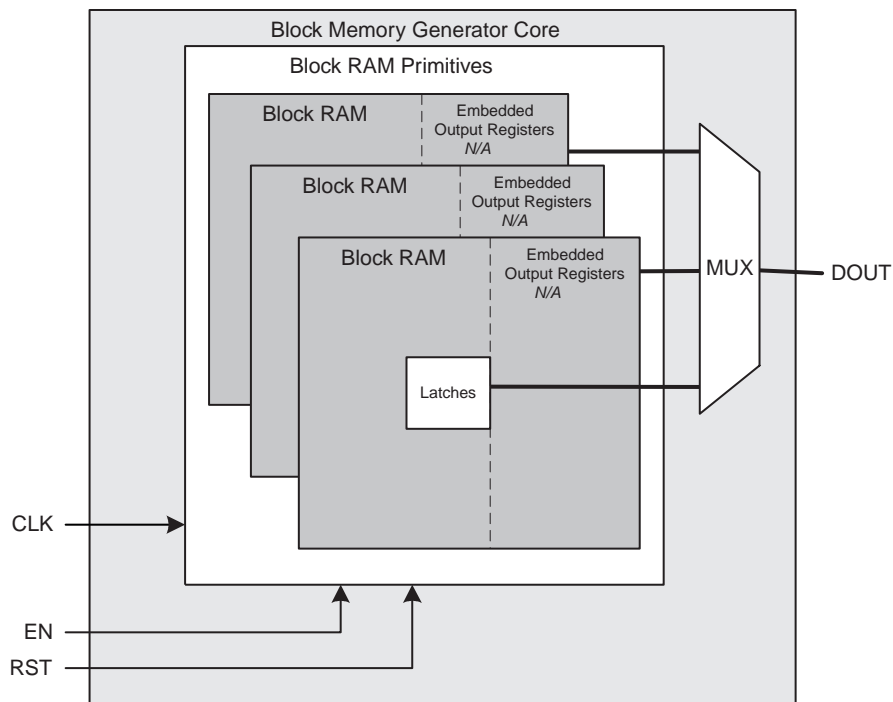 Block Memory Generator Core
Block RAM Primitives
Block RAM
Embedded
Output Registers
N/A
Block RAM
Embedded
Output Registers
N/A
Block RAM
Embedded
Output Registers
N/A
MUX
DOUT
Latches
CLK
EN
RST